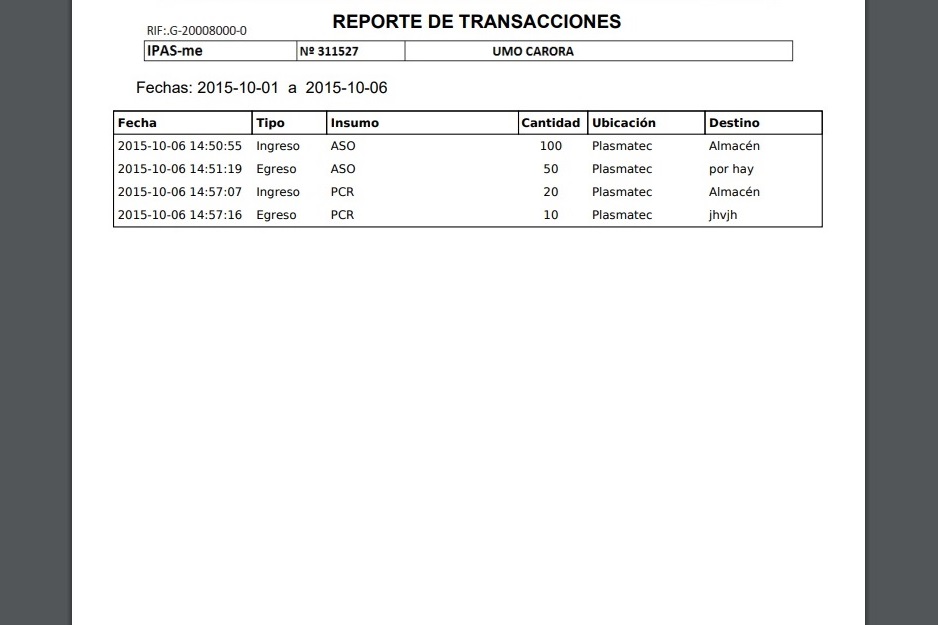 REPORTE DE TRANSACCIONES
RIF:.G-20008000-0
IPAS-me Nº 311527 UMO CARORA
Fechas: 2015-10-01 a 2015-10-06
Fecha Tipo Insumo Cantidad Ubicación Destino
2015-10-06 14:50:55 Ingreso ASO 100 Plasmatec Almacén
2015-10-06 14:51:19 Egreso ASO 50 Plasmatec por hay
2015-10-06 14:57:07 Ingreso PCR 20 Plasmatec Almacén
2015-10-06 14:57:16 Egreso PCR 10 Plasmatec jhvjh